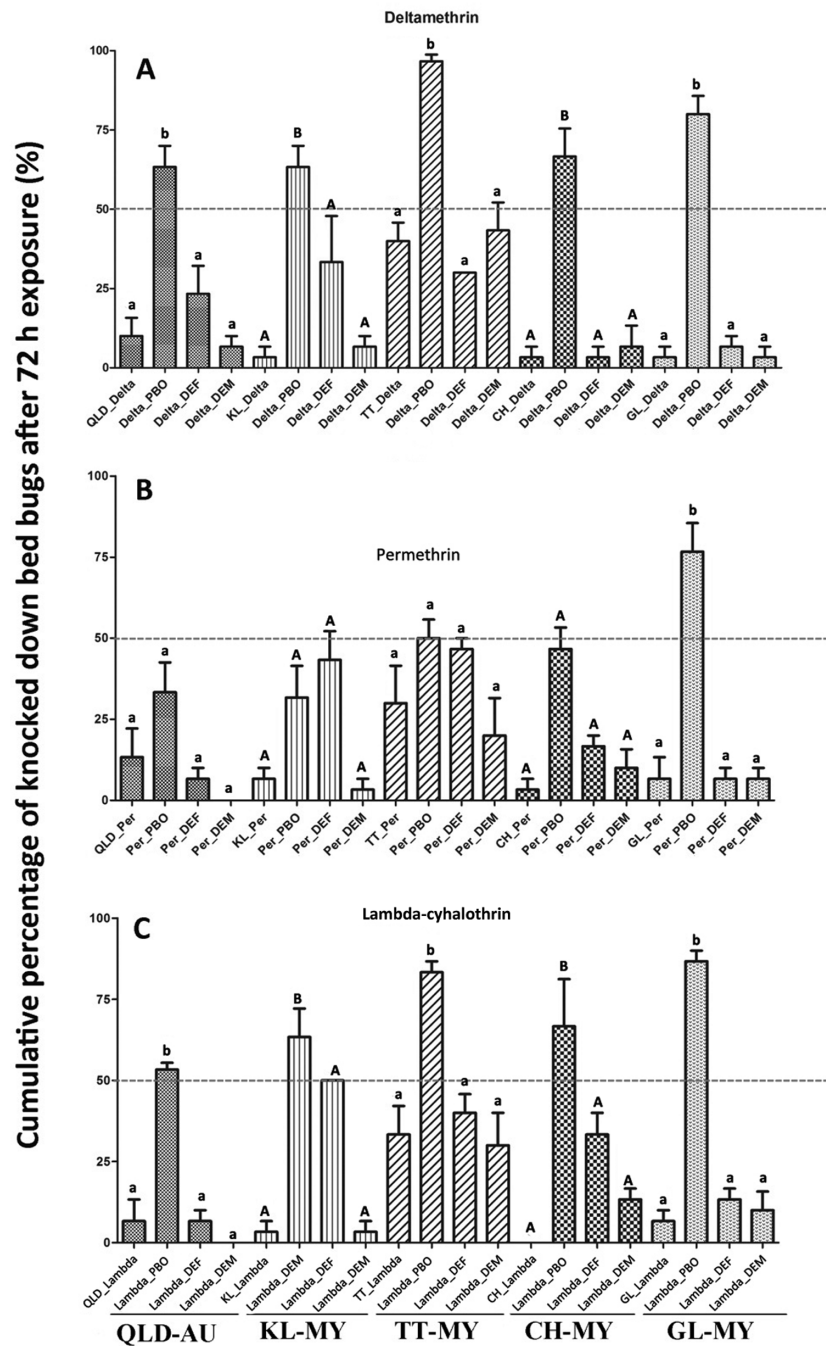 Cumulative percentage of knocked down bed bugs after 72 h exposure (%)
Deltamethrin
A
100
75
50
25
0
a b a a A B A A a b a a A B A A a b a a
QLD_Delta Delta_PBO Delta_DEF Delta_DEM KL_Delta Delta_PBO Delta_DEF Delta_DEM TT_Delta Delta_PBO Delta_DEF Delta_DEM CH_Delta Delta_PBO Delta_DEF Delta_DEM GL_Delta Delta_PBO Delta_DEF Delta_DEM
B
Permethrin
100
75
50
25
0
a a a a A A A A a a a a A A A A a b a a
QLD_Per Per_PBO Per_DEF Per_DEM KL_Per Per_PBO Per_DEF Per_DEM TT_Per Per_PBO Per_DEF Per_DEM CH_Per Per_PBO Per_DEF Per_DEM GL_Per Per_PBO Per_DEF Per_DEM
Lambda-cyhalothrin
C
100
75
50
25
0
a b a a A B A A a b a a A B A A a b a a
QLD_Lambda Lambda_PBO Lambda_DEF Lambda_DEM KL_Lambda Lambda_DEM Lambda_DEF Lambda_DEM TT_Lambda Lambda_PBO Lambda_DEF Lambda_DEM CH_Lambda Lambda_PBO Lambda_DEF Lambda_DEM GL_Lambda Lambda_PBO Lambda_DEF Lambda_DEM
QLD-AU KL-MY TT-MY CH-MY GL-MY